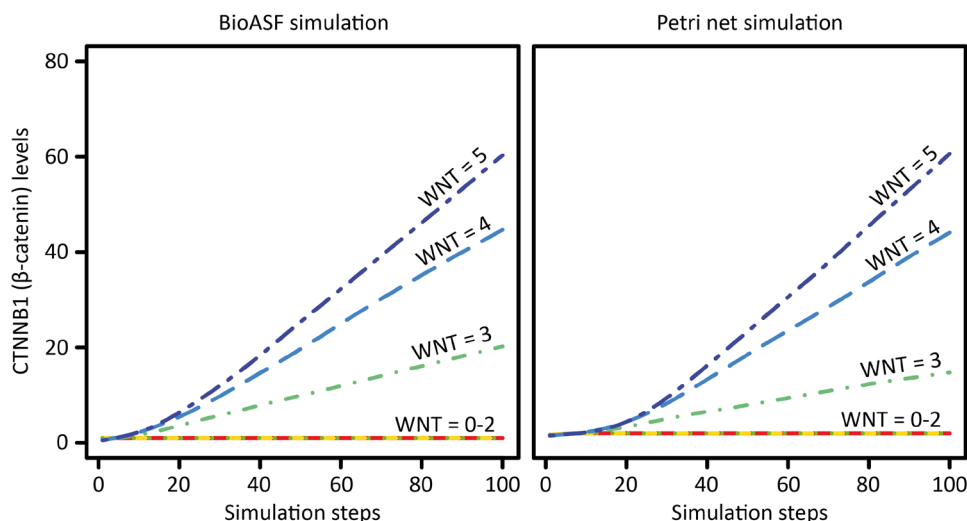 BioASF simulation
Petri net simulation
CTNNB1 (β-catenin) levels
80
60
40
20
0
WNT = 5
WNT = 4
WNT = 3
WNT = 0-2
WNT = 5
WNT = 4
WNT = 3
WNT = 0-2
0 20 40 60 80 100
0 20 40 60 80 100
Simulation steps
Simulation steps